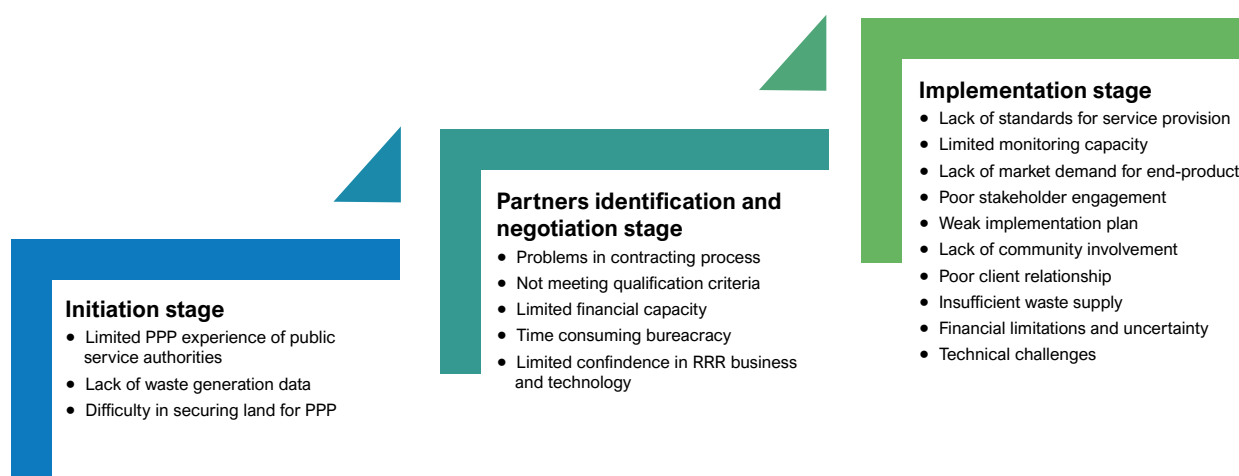 Initiation stage
● Limited PPP experience of public
service authorities
● Lack of waste generation data
● Difficulty in securing land for PPP
Partners identification and
negotiation stage
● Problems in contracting process
● Not meeting qualification criteria
● Limited financial capacity
● Time consuming bureacracy
● Limited confindence in RRR business
and technology
Implementation stage
● Lack of standards for service provision
● Limited monitoring capacity
● Lack of market demand for end-product
● Poor stakeholder engagement
● Weak implementation plan
● Lack of community involvement
● Poor client relationship
● Insufficient waste supply
● Financial limitations and uncertainty
● Technical challenges